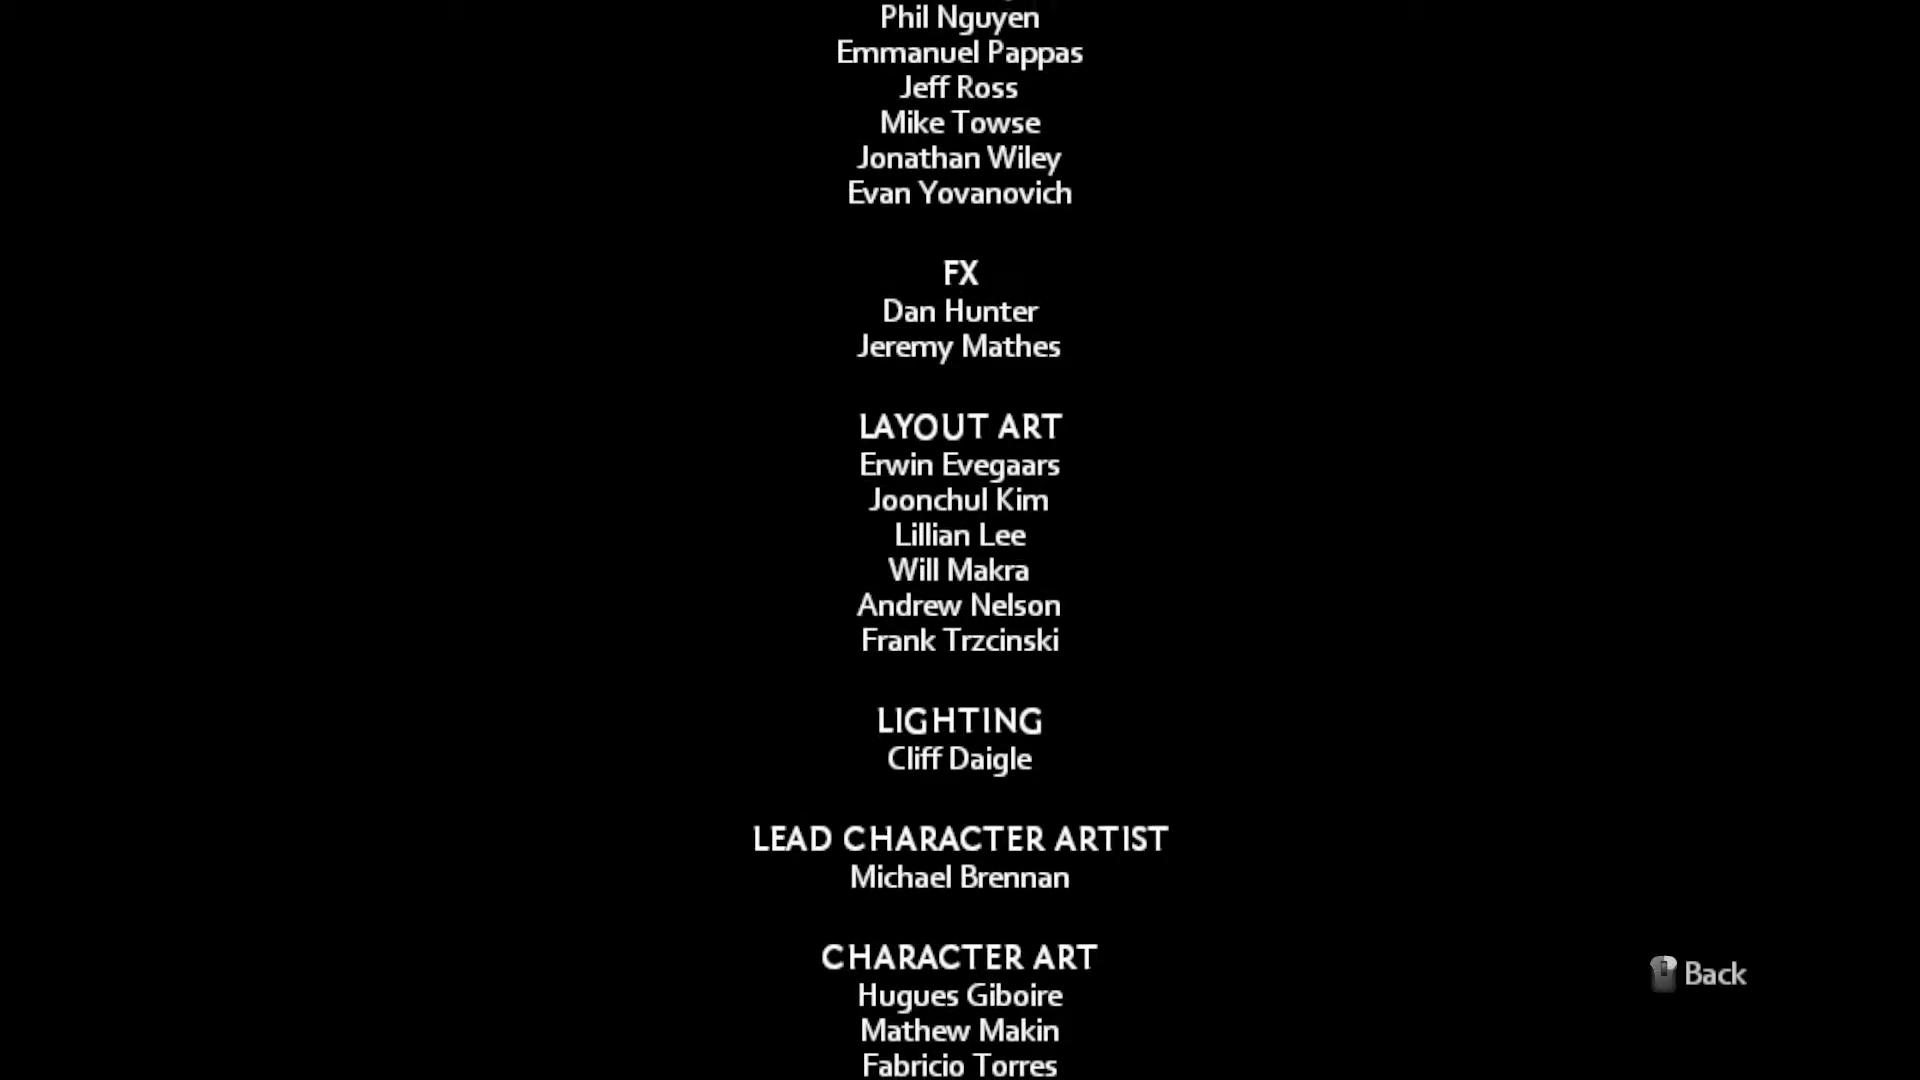 Phil Nguyen
Emmanuel Pappas
Jeff Ross
Mike Towse
Jonathan Wiley
Evan Yovanovich
FX
Dan Hunter
Jeremy Mathes
LAYOUT ART
Erwin Evegaars
Joonchul Kim
Lillian Lee
Will Makra
Andrew Nelson
Frank Trzcinski
LIGHTING
Cliff Daigle
LEAD CHARACTER ARTIST
Michael Brennan
CHARACTER ART
Hugues Giboire
Mathew Makin
Fabricio Torres
Back